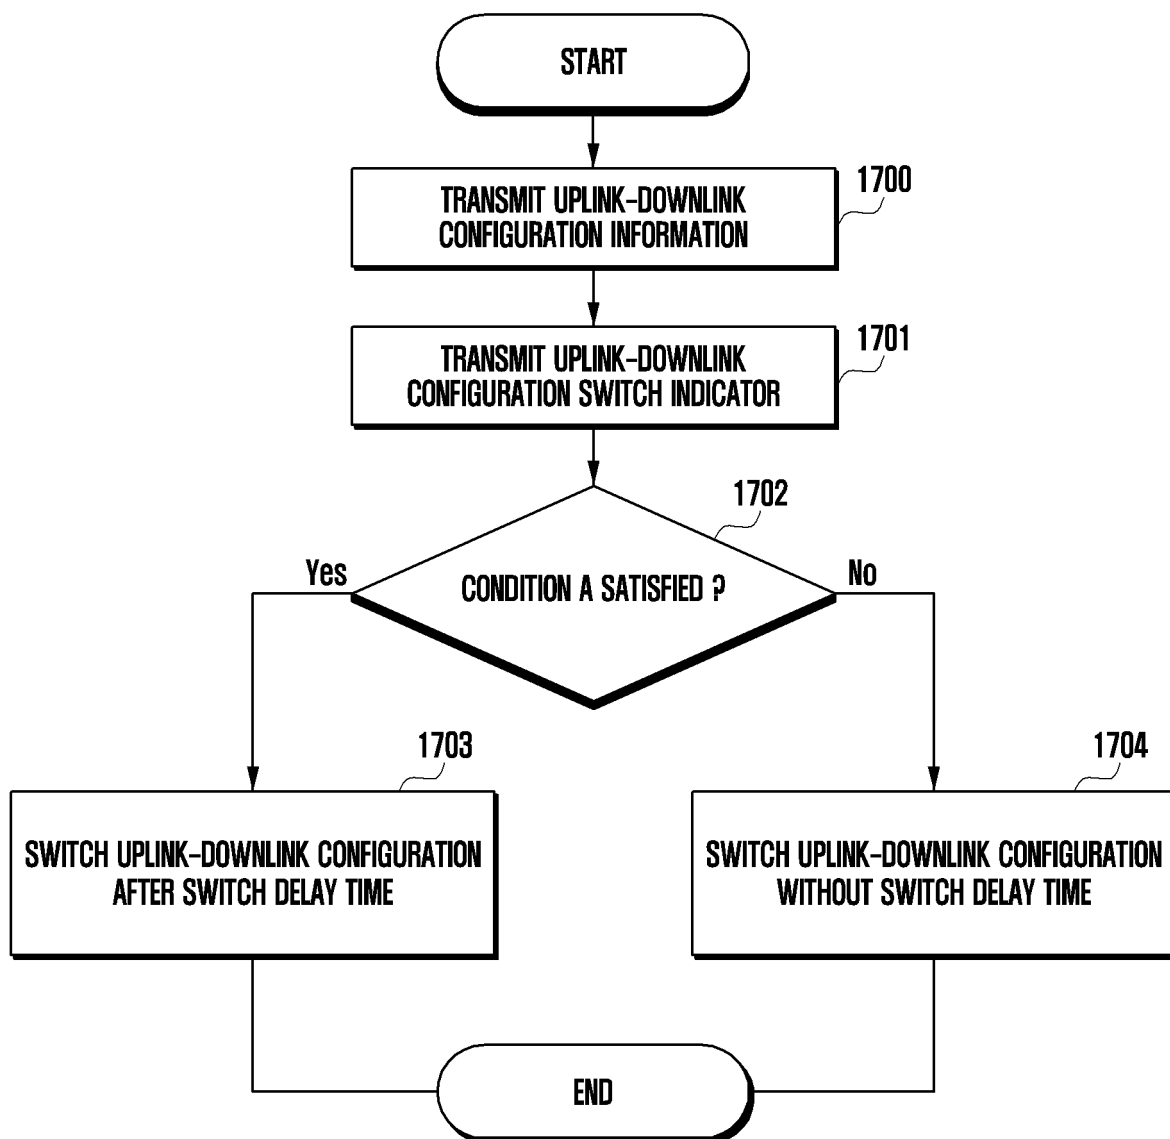 START
TRANSMIT UPLINK-DOWNLINK
CONFIGURATION INFORMATION
1700
TRANSMIT UPLINK-DOWNLINK
CONFIGURATION SWITCH INDICATOR
1701
1702
CONDITION A SATISFIED ?
Yes
No
1703
SWITCH UPLINK-DOWNLINK CONFIGURATION
AFTER SWITCH DELAY TIME
1704
SWITCH UPLINK-DOWNLINK CONFIGURATION
WITHOUT SWITCH DELAY TIME
END